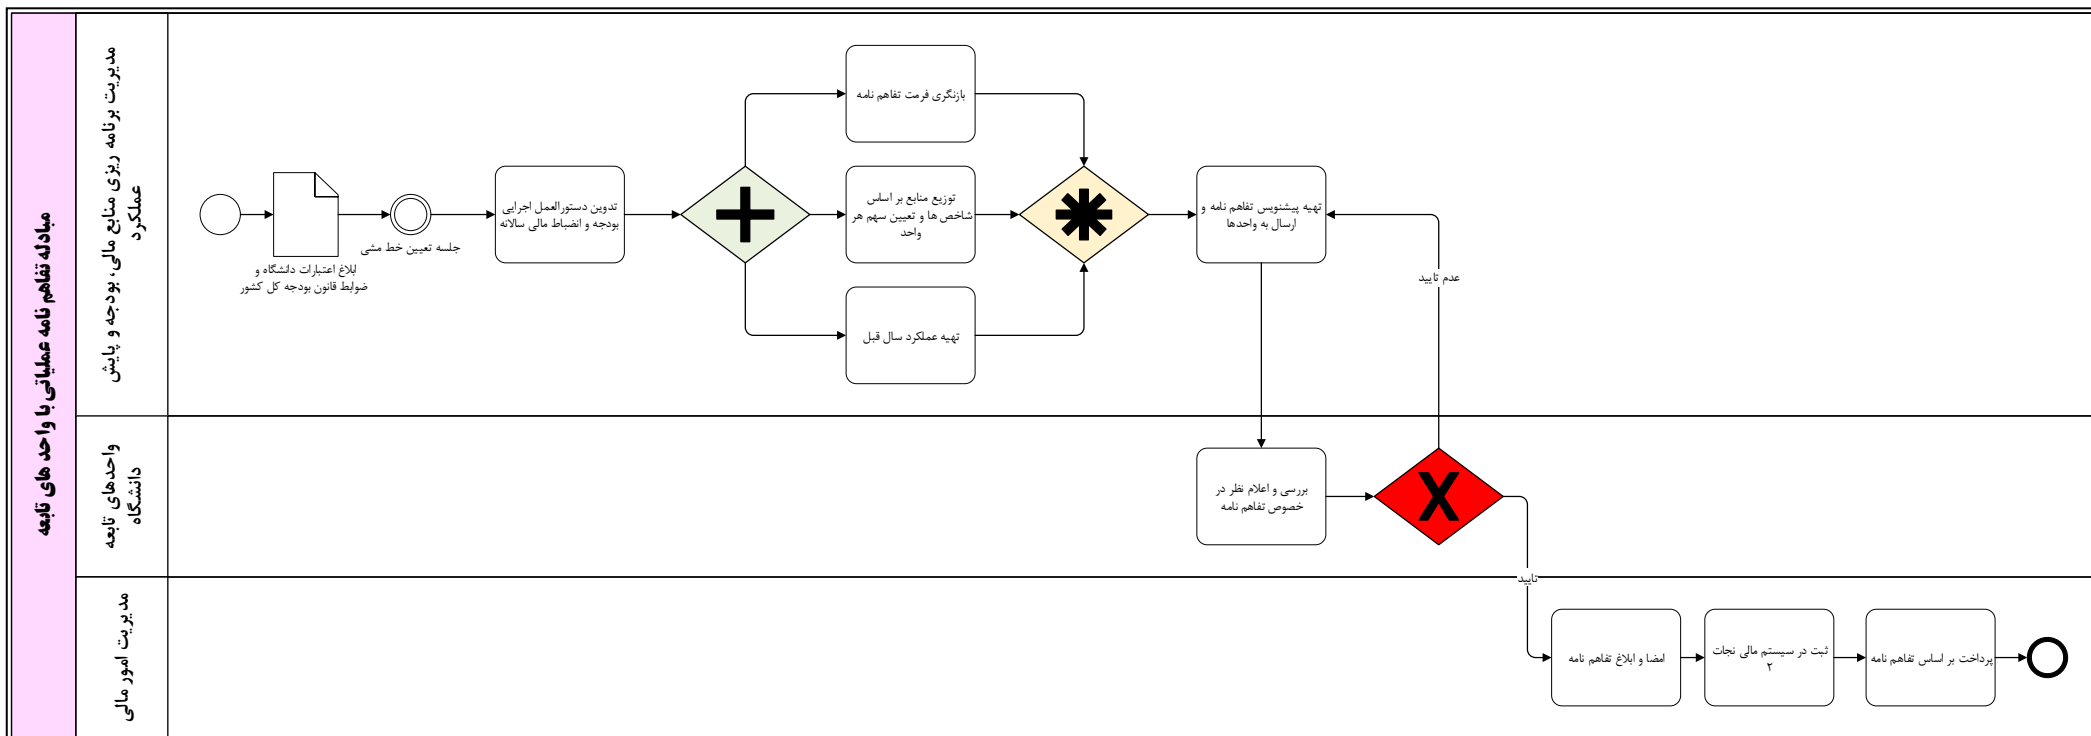 مبادله تفاهم نامه عملیاتی با واحد های تابعه
مدیریت برنامه ریزی منابع مالی، بودجه و پایش
عملکرد
ابلاغ اعتبارات دانشگاه و
ضوابط قانون بودجه کل کشور
جلسه تعیین خط مشی
تدوین دستورالعمل اجرایی
بودجه و انضباط مالی سالانه
بازنگری فرمت تفاهم نامه
توزیع منابع بر اساس
شاخص ها و تعیین سهم هر
واحد
تهیه عملکرد سال قبل
تهیه پیشنویس تفاهم نامه و
ارسال به واحدها
عدم تایید
واحدهای تابعه
دانشگاه
بررسی و اعلام نظر در
خصوص تفاهم نامه
X
تایید
مدیریت امور مالی
امضا و ابلاغ تفاهم نامه
ثبت در سیستم مالی نجات
۲
پرداخت بر اساس تفاهم نامه